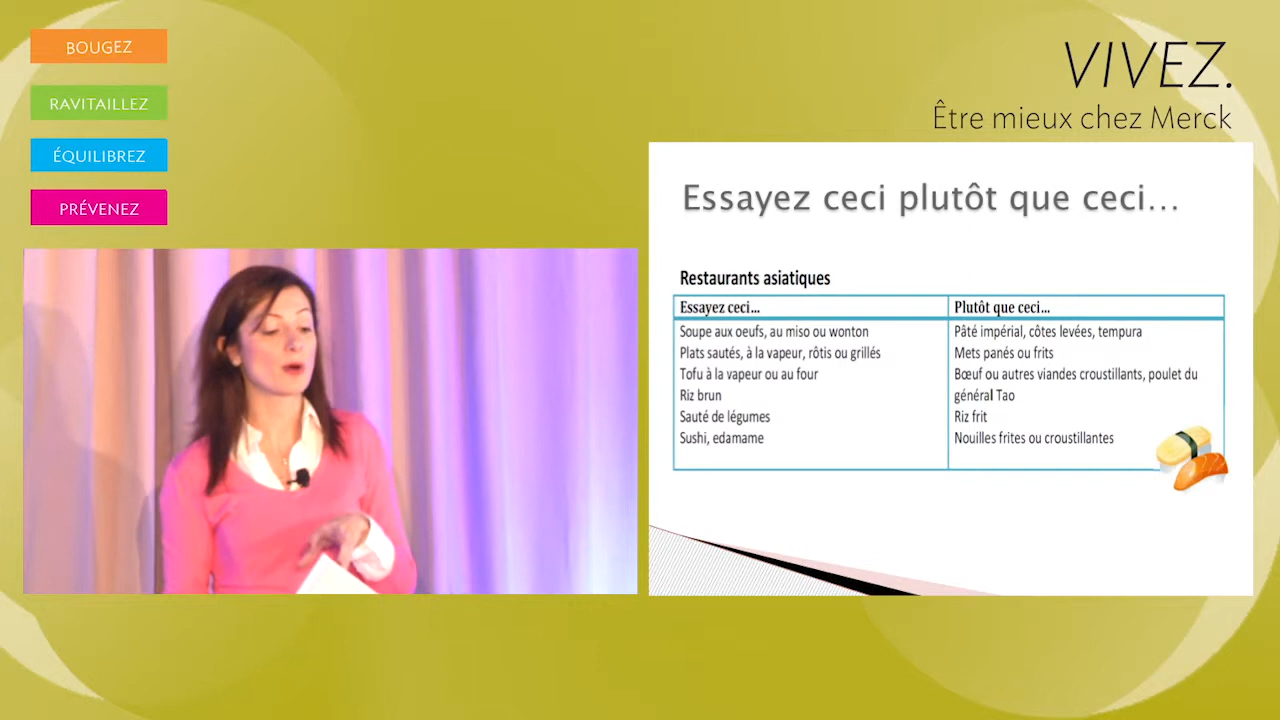 BOUGEZ
RAVITAILLEZ
ÉQUILIBREZ
PRÉVENEZ
VIVEZ.
Être mieux chez Merck
Essayez ceci plutôt que ceci…
Restaurants asiatiques
Essayez ceci…
Soupe aux oeufs, au miso ou wonton
Plats sautés, à la vapeur, rôtis ou grillés
Tofu à la vapeur ou au four
Riz brun
Sauté de légumes
Sushi, edamame
Plutôt que ceci…
Pâté impérial, côtes levées, tempura
Mets panés ou frits
Bœuf ou autres viandes croustillants, poulet du
général Tao
Riz frit
Nouilles frites ou croustillantes